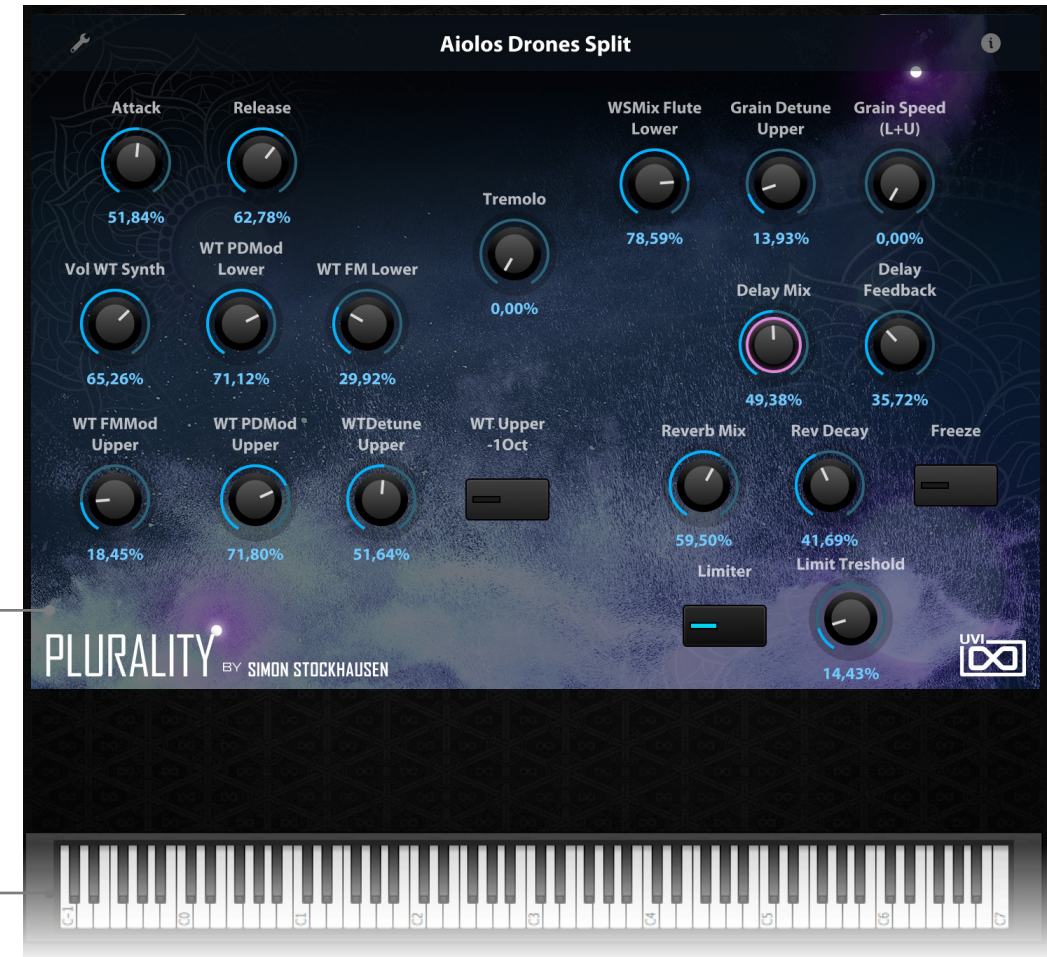 Aiolos Drones Split
i
Attack
Release
51,84%
62,78%
WSMix Flute
Lower
Grain Detune
Upper
Grain Speed
(L+U)
78,59%
13,93%
0,00%
Tremolo
0,00%
Vol WT Synth
WT PDMod
Lower
WT FM Lower
65,26%
71,12%
29,92%
Delay Mix
Delay
Feedback
49,38%
35,72%
WT FMMod
Upper
WT PDMod
Upper
WTDetune
Upper
WT Upper
-1Oct
18,45%
71,80%
51,64%
Reverb Mix
Rev Decay
Freeze
59,50%
41,69%
Limiter
Limit Treshold
14,43%
PLURALITY BY SIMON STOCKHAUSEN
UVI
C-1 C0 C1 C2 C3 C4 C5 C6 C7